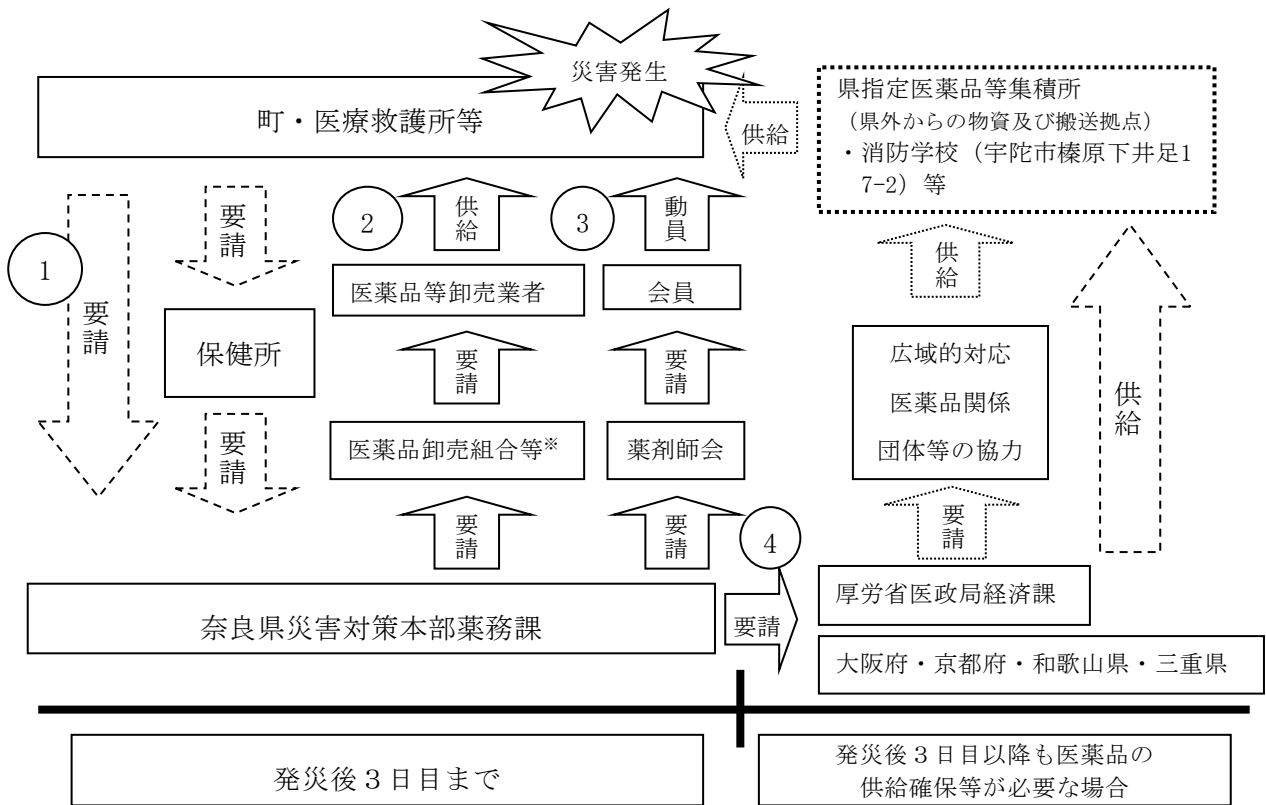 災害発生
町・医療救護所等
供給
県指定医薬品等集積所
（県外からの物資及び搬送拠点）
・消防学校（宇陀市榛原下井足1
7-2）等
1
要請
要請
2
供給
3
動員
保健所
医薬品等卸売業者
会員
供給
要請
要請
要請
広域的対応
医薬品関係
団体等の協力
供給
医薬品卸売組合等※
薬剤師会
要請
要請
4
要請
奈良県災害対策本部薬務課
要請
厚労省医政局経済課
大阪府・京都府・和歌山県・三重県
発災後３日目まで
発災後３日目以降も医薬品の
供給確保等が必要な場合